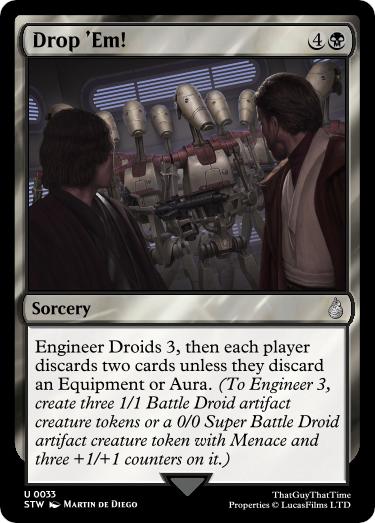 Drop ’Em! 4
Sorcery
Engineer Droids 3, then each player
discards two cards unless they discard
an Equipment or Aura. (To Engineer 3,
create three 1/1 Battle Droid artifact
creature tokens or a 0/0 Super Battle Droid
artifact creature token with Menace and
three +1/+1 counters on it.)
U 0033 ThatGuyThatTime
STW Martin de Diego Properties © LucasFilms LTD